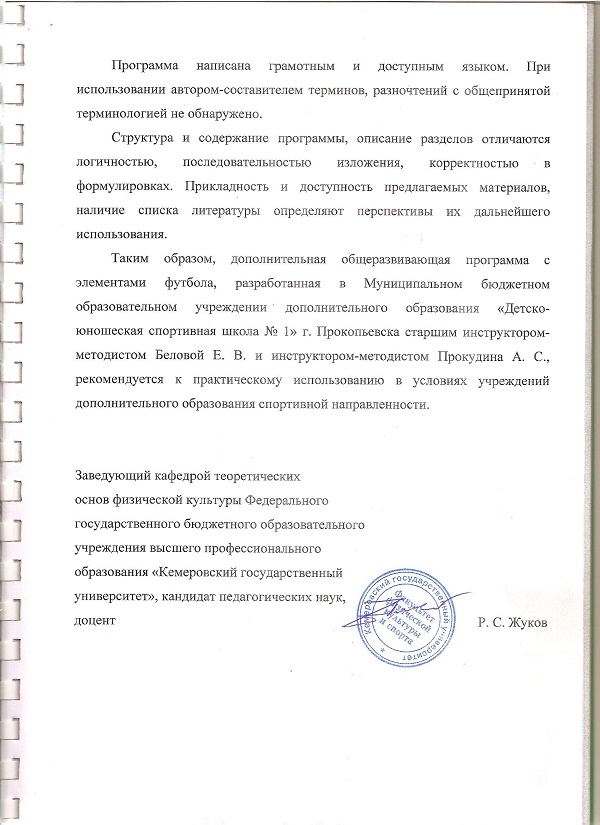 Программа написана грамотным и доступным языком. При
использовании автором-составителем терминов, разночтений с общепринятой
терминологией не обнаружено.
Структура и содержание программы, описание разделов отличаются
логичностью, последовательностью изложения, корректностью в
формулировках. Прикладность и доступность предлагаемых материалов,
наличие списка литературы определяют перспективы их дальнейшего
использования.
Таким образом, дополнительная общеразвивающая программа с
элементами футбола, разработанная в Муниципальном бюджетном
образовательном учреждении дополнительного образования «Детско-
юношеская спортивная школа № 1» г. Прокопьевска старшим инструктором-
методистом Беловой Е. В. и инструктором-методистом Прокудина А. С.,
рекомендуется к практическому использованию в условиях учреждений
дополнительного образования спортивной направленности.
Заведующий кафедрой теоретических
основ физической культуры Федерального
государственного бюджетного образовательного
учреждения высшего профессионального
образования «Кемеровский государственный
университет», кандидат педагогических наук,
доцент
Р. С. Жуков
Кемеровский государственный университет *
Факультет
физической
культуры
и спорта